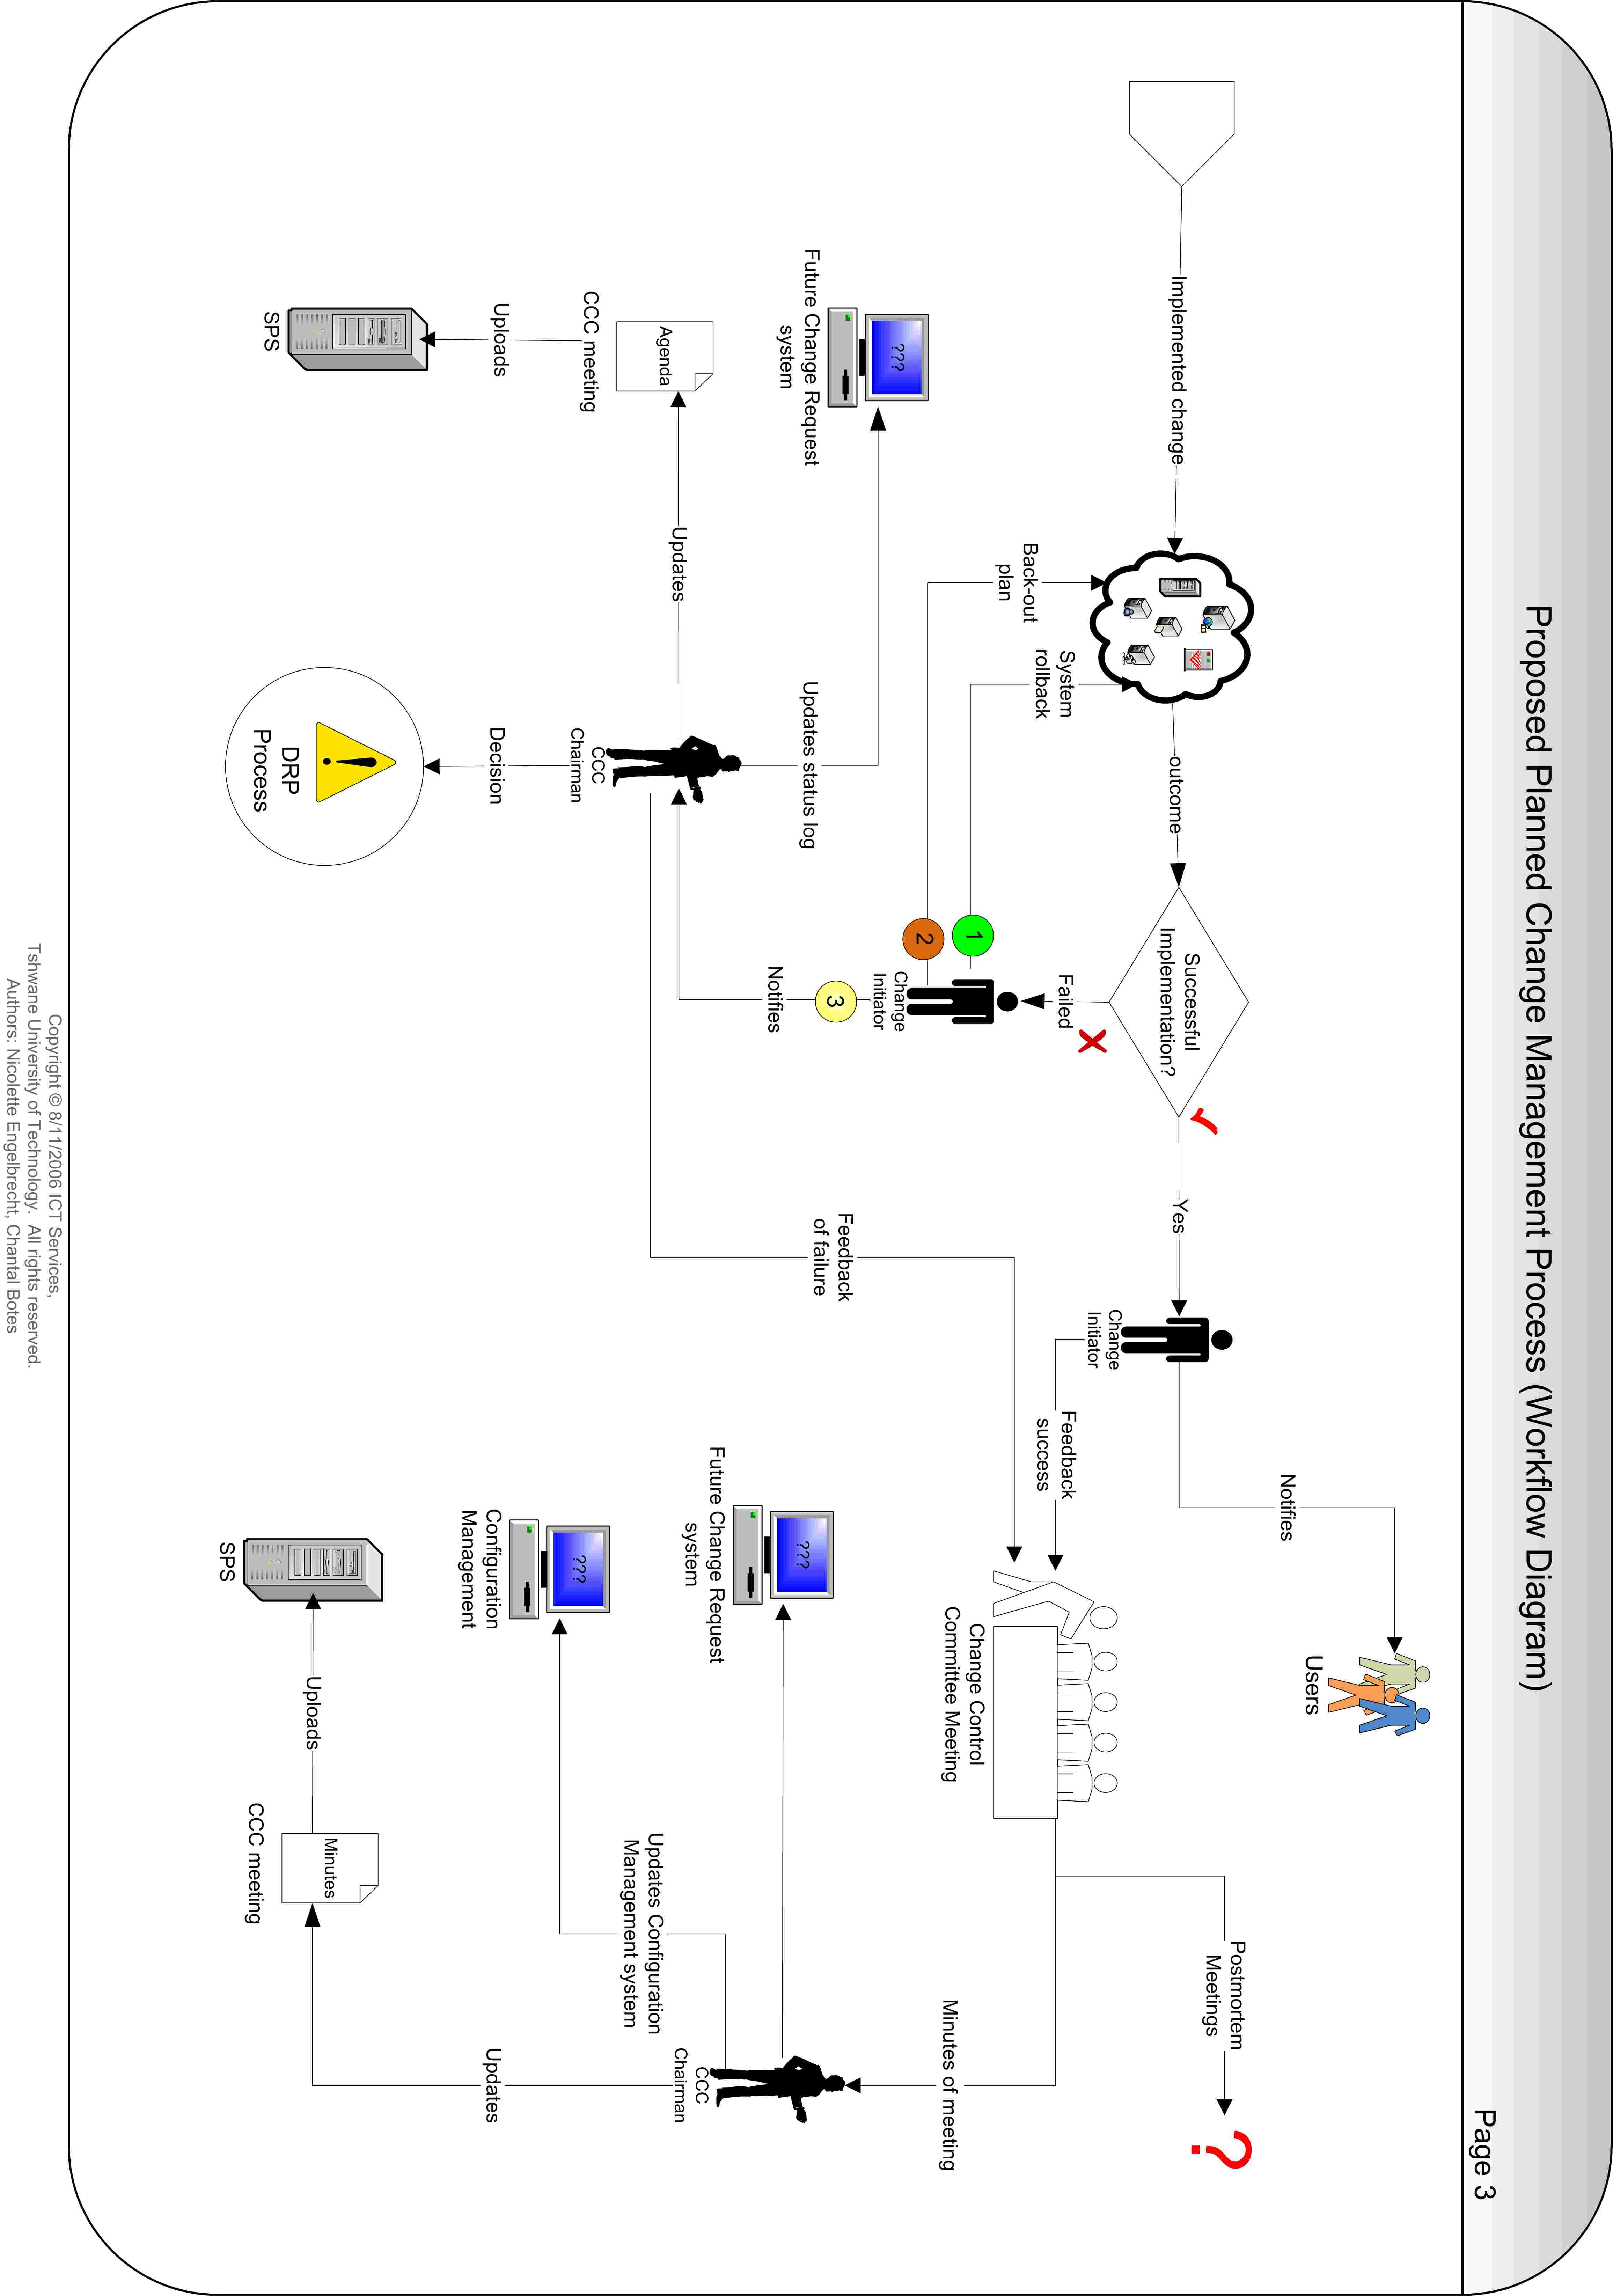 Proposed Planned Change Management Process (Workflow Diagram)
Page 3
Implemented change
outcome
Successful
Implementation?
Yes
Failed
Change
Initiator
Notifies
Users
Back-out
plan
System
rollback
1
2
3
Change
Initiator
Notifies
Feedback
success
Feedback
of failure
Change Control
Committee Meeting
Postmortem
Meetings
?
Minutes of meeting
???
Future Change Request
system
Updates status log
Agenda
Updates
CCC meeting
Uploads
SPS
CCC
Chairman
Decision
DRP
Process
???
Future Change Request
system
???
Configuration
Management
Updates Configuration
Management system
CCC
Chairman
Updates
Minutes
CCC meeting
Uploads
SPS
Copyright © 8/11/2006 ICT Services,
Tshwane University of Technology. All rights reserved.
Authors: Nicolette Engelbrecht, Chantal Botes